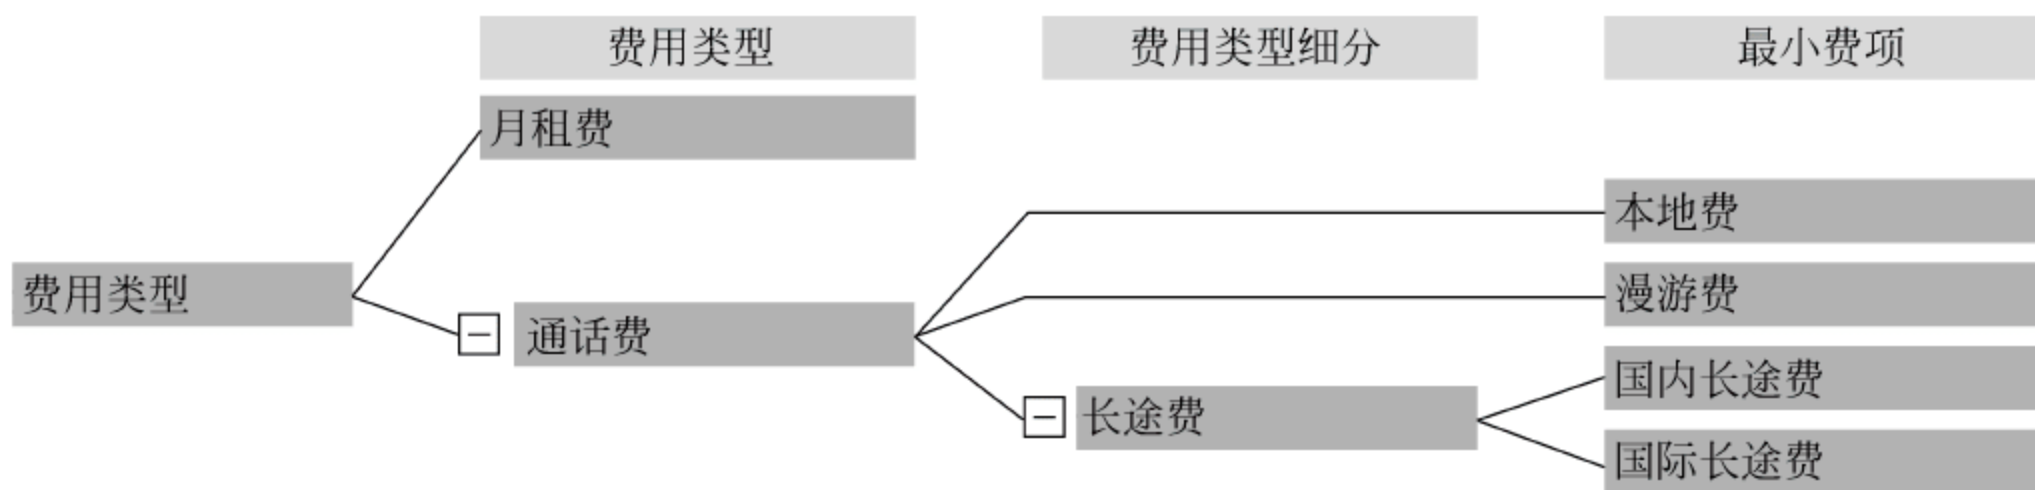 费用类型
费用类型细分
最小费项
月租费
本地费
费用类型
漫游费
通话费
国内长途费
长途费
国际长途费